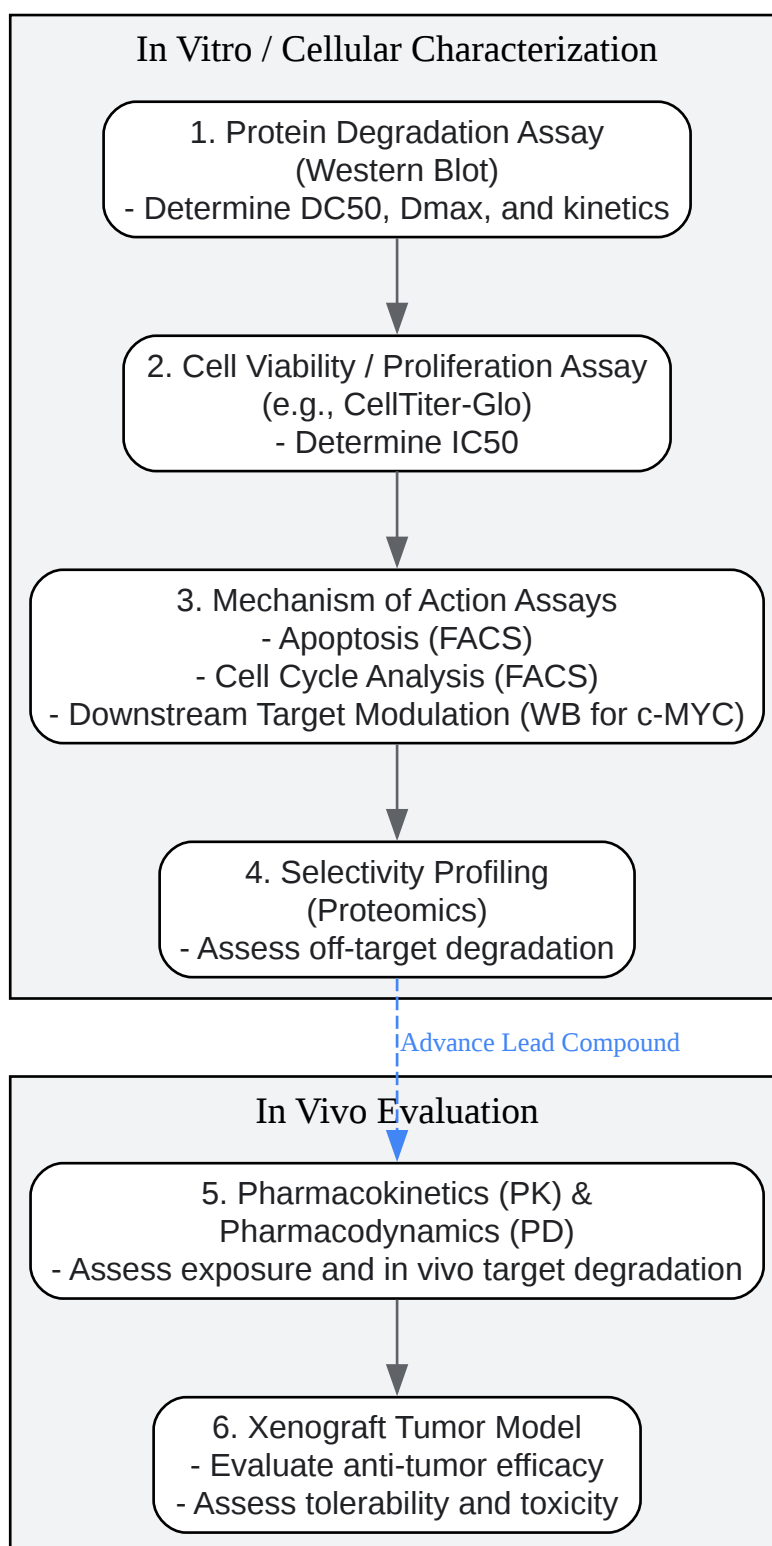 In Vitro / Cellular Characterization
1. Protein Degradation Assay
(Western Blot)
- Determine DC50, Dmax, and kinetics
2. Cell Viability / Proliferation Assay
(e.g., CellTiter-Glo)
- Determine IC50
3. Mechanism of Action Assays
- Apoptosis (FACS)
- Cell Cycle Analysis (FACS)
- Downstream Target Modulation (WB for c-MYC)
4. Selectivity Profiling
(Proteomics)
- Assess off-target degradation
Advance Lead Compound
In Vivo Evaluation
5. Pharmacokinetics (PK) &
Pharmacodynamics (PD)
- Assess exposure and in vivo target degradation
6. Xenograft Tumor Model
- Evaluate anti-tumor efficacy
- Assess tolerability and toxicity